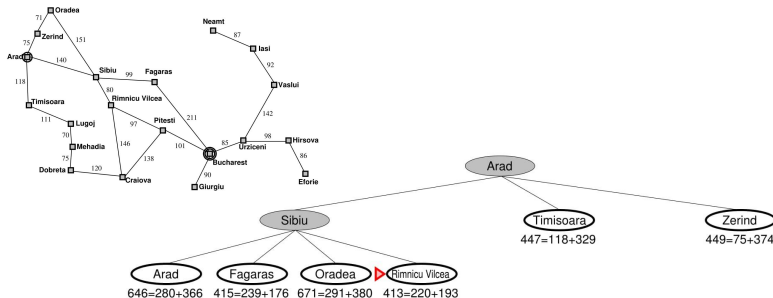 Oradea
71
Zerind
75
151
Arad
140
118
Sibiu
99
Fagaras
80
Rimnicu Vilcea
Timisoara
111
Lugoj
70
Mehadia
75
Dobreta
120
146
97
Pitesti
138
Craiova
211
101
Bucharest
90
Giurgiu
85
Urziceni
98
Hirsova
86
Eforie
142
Vaslui
92
Iasi
87
Neamt
Arad
Sibiu
Timisoara
447=118+329
Zerind
449=75+374
Arad
646=280+366
Fagaras
415=239+176
Oradea
671=291+380
Rimnicu Vilcea
413=220+193